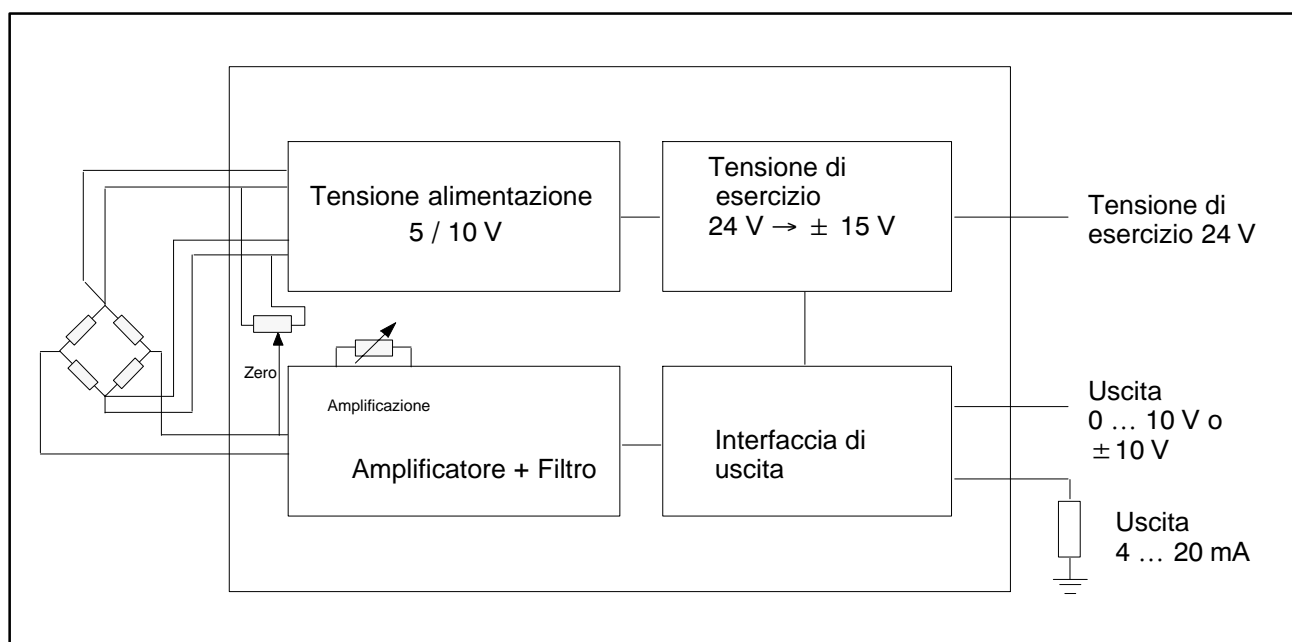 Tensione alimentazione
5 / 10 V
Tensione di
esercizio
24 V → ± 15 V
Tensione di
esercizio 24 V
Zero
Amplificazione
Amplificatore + Filtro
Interfaccia di
uscita
Uscita
0 … 10 V o
±10 V
Uscita
4 … 20 mA